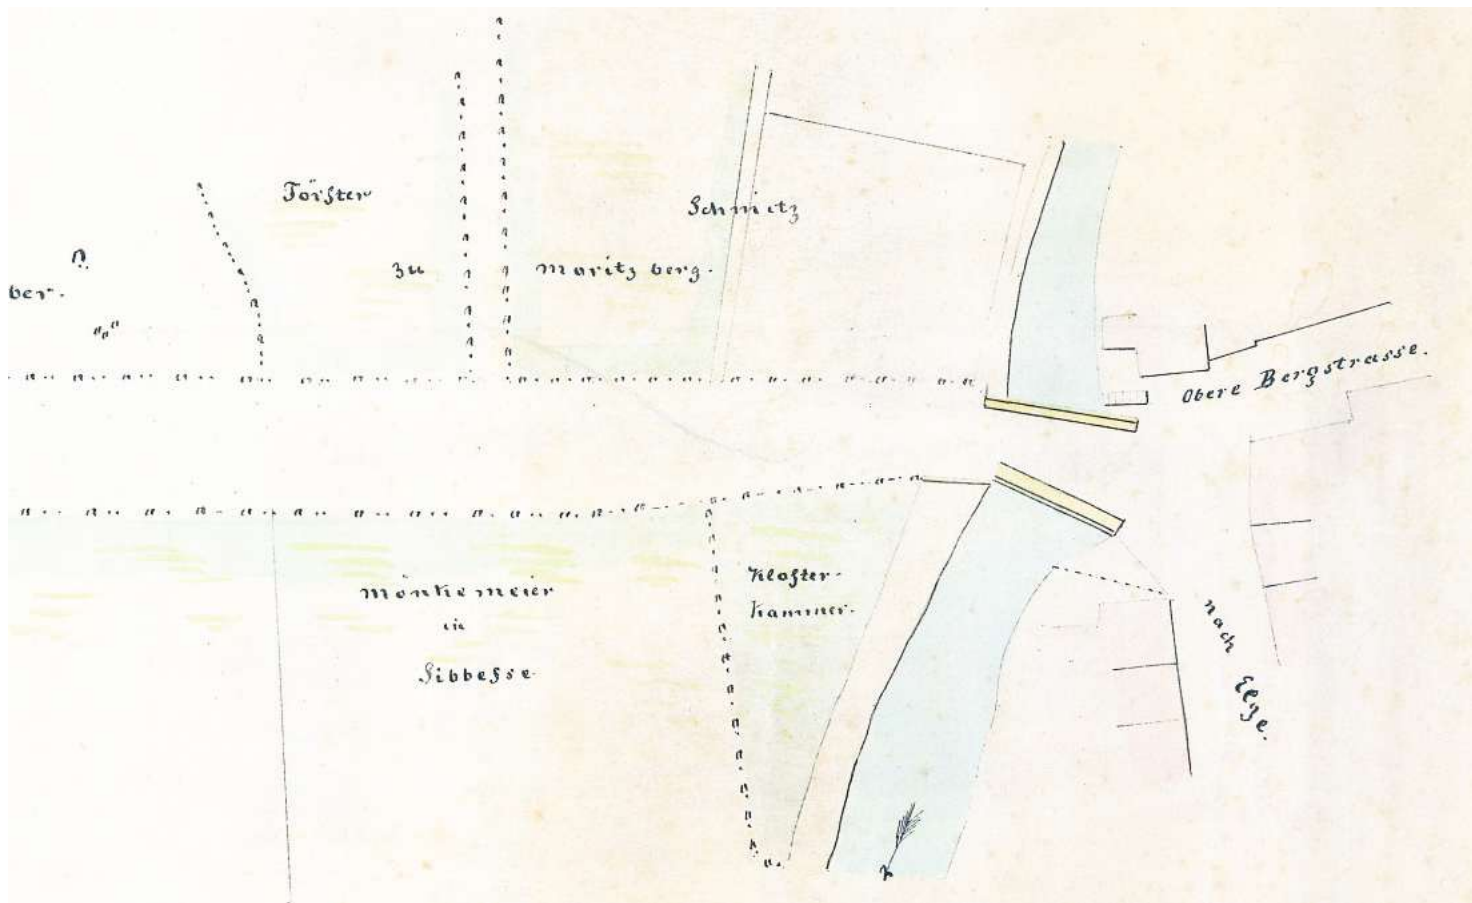 Förster
Schmitz
zu
Moritzberg.
ber.
Obere Bergstrasse.
Mönkemeier
in
Sibbesse
Kloster-
kammer.
nach Elze.